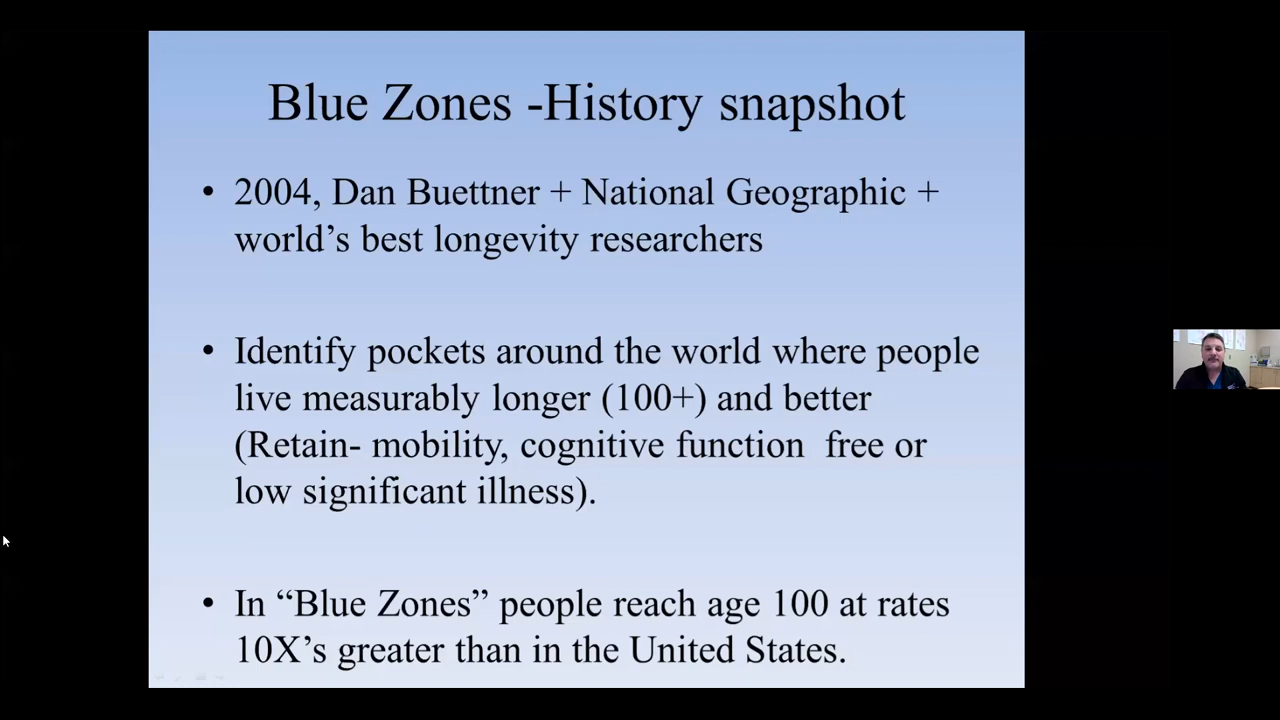 Blue Zones -History snapshot
• 2004, Dan Buettner + National Geographic +
world’s best longevity researchers
• Identify pockets around the world where people
live measurably longer (100+) and better
(Retain- mobility, cognitive function  free or
low significant illness).
• In “Blue Zones” people reach age 100 at rates
10X’s greater than in the United States.